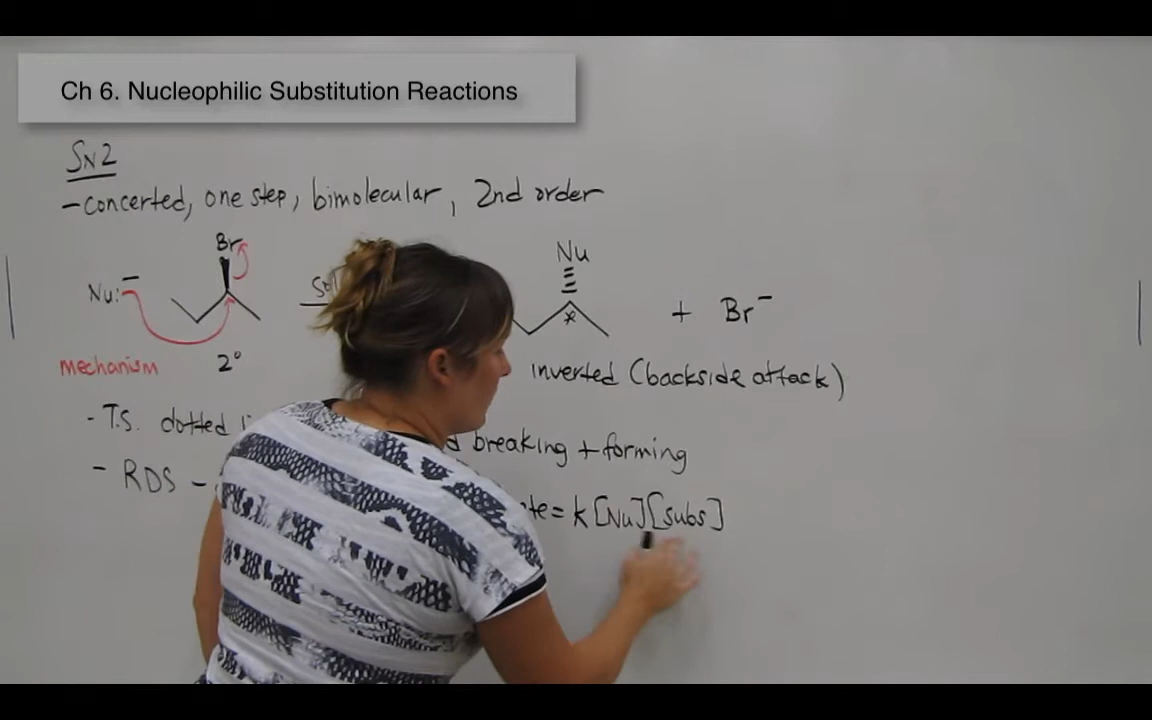 Ch 6. Nucleophilic Substitution Reactions
SN2
- concerted, one step, bimolecular, 2nd order
Br Nu
Nu:⁻ * + Br⁻
mechanism 2° inverted (backside attack)
- T.S. dotted breaking + forming
- RDS - = k[Nu][subs]